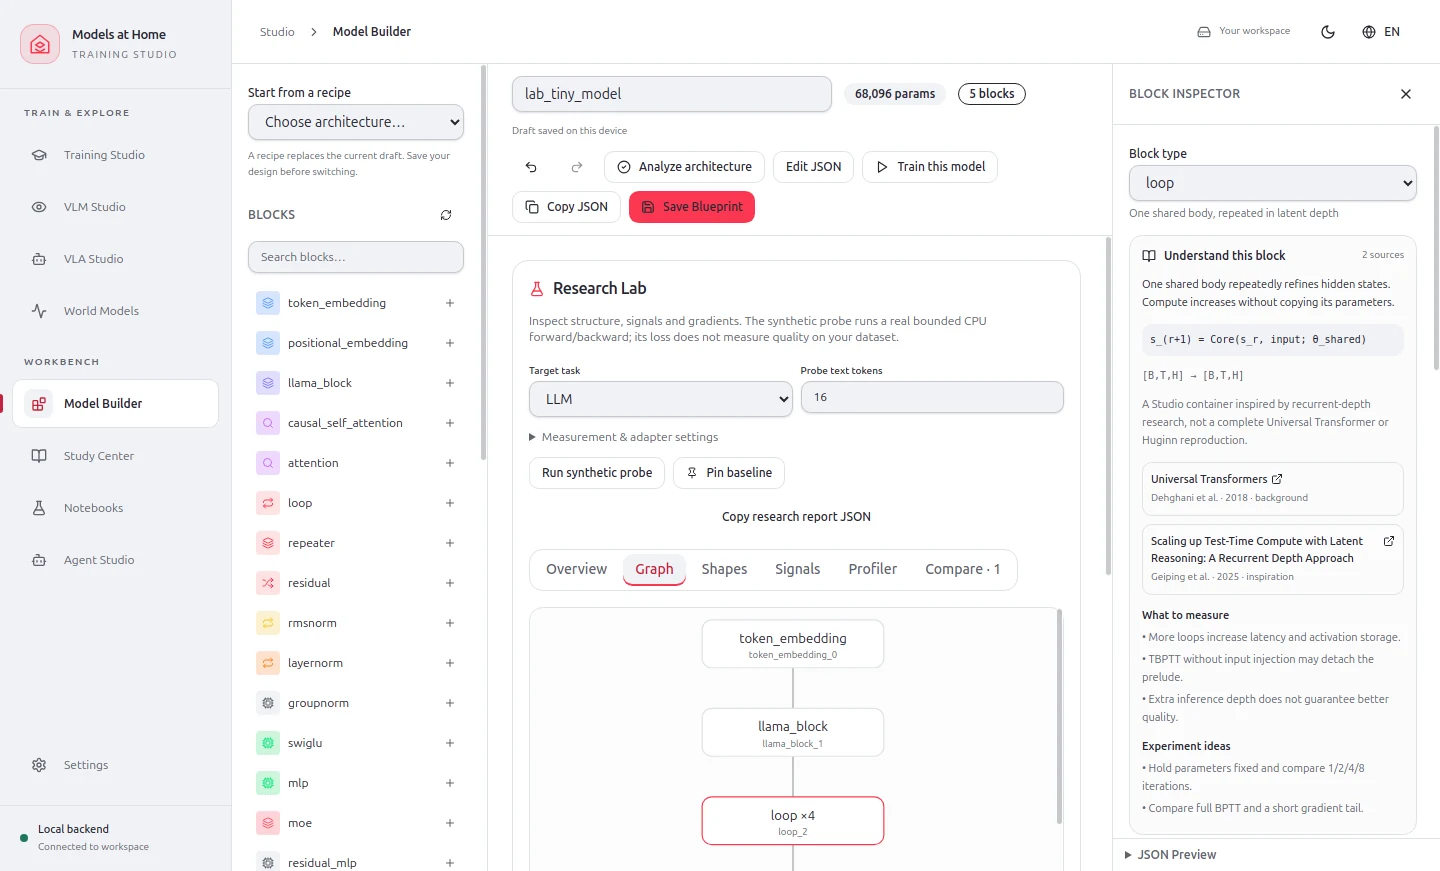 Models at Home
TRAINING STUDIO
TRAIN & EXPLORE
Training Studio
VLM Studio
VLA Studio
World Models
WORKBENCH
Model Builder
Study Center
Notebooks
Agent Studio
Settings
Local backend
Connected to workspace
Studio
Model Builder
Your workspace
EN
Start from a recipe
Choose architecture…
A recipe replaces the current draft. Save your
design before switching.
BLOCKS
Search blocks…
token_embedding
positional_embedding
llama_block
causal_self_attention
attention
loop
repeater
residual
rmsnorm
layernorm
groupnorm
swiglu
mlp
moe
residual_mlp
lab_tiny_model
68,096 params
5 blocks
Draft saved on this device
Analyze architecture
Edit JSON
Train this model
Copy JSON
Save Blueprint
Research Lab
Inspect structure, signals and gradients. The synthetic probe runs a real bounded CPU
forward/backward; its loss does not measure quality on your dataset.
Target task
Probe text tokens
LLM
16
Measurement & adapter settings
Run synthetic probe
Pin baseline
Copy research report JSON
Overview
Graph
Shapes
Signals
Profiler
Compare · 1
token_embedding
token_embedding_0
llama_block
llama_block_1
loop ×4
loop_2
BLOCK INSPECTOR
Block type
loop
One shared body, repeated in latent depth
Understand this block
2 sources
One shared body repeatedly refines hidden states.
Compute increases without copying its parameters.
s_(r+1) = Core(s_r, input; θ_shared)
[B,T,H] → [B,T,H]
A Studio container inspired by recurrent-depth
research, not a complete Universal Transformer or
Huginn reproduction.
Universal Transformers
Dehghani et al. · 2018 · background
Scaling up Test-Time Compute with Latent
Reasoning: A Recurrent Depth Approach
Geiping et al. · 2025 · inspiration
What to measure
• More loops increase latency and activation storage.
• TBPTT without input injection may detach the
prelude.
• Extra inference depth does not guarantee better
quality.
Experiment ideas
• Hold parameters fixed and compare 1/2/4/8
iterations.
• Compare full BPTT and a short gradient tail.
JSON Preview